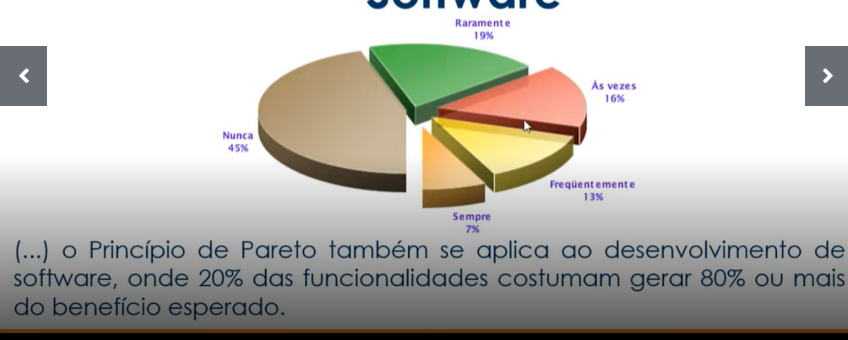 Software
Raramente
19%
Às vezes
16%
Nunca
45%
Freqüentemente
13%
Sempre
7%
(...) o Princípio de Pareto também se aplica ao desenvolvimento de
software, onde 20% das funcionalidades costumam gerar 80% ou mais
do benefício esperado.